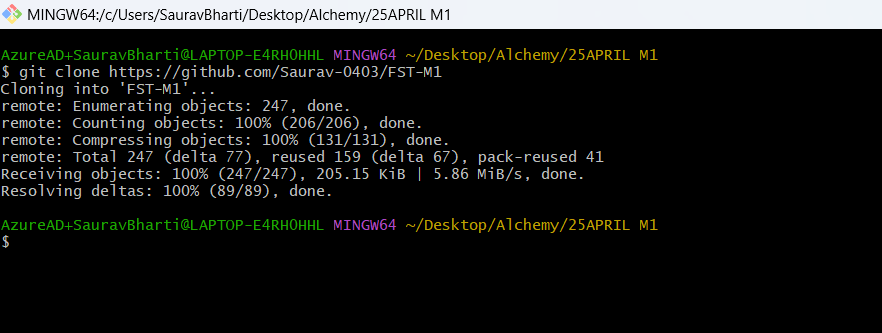 MINGW64:/c/Users/SauravBharti/Desktop/Alchemy/25APRIL M1
AzureAD+SauravBharti@LAPTOP-E4RH0HHL MINGW64 ~/Desktop/Alchemy/25APRIL M1
$ git clone https://github.com/Saurav-0403/FST-M1
Cloning into 'FST-M1'...
remote: Enumerating objects: 247, done.
remote: Counting objects: 100% (206/206), done.
remote: Compressing objects: 100% (131/131), done.
remote: Total 247 (delta 77), reused 159 (delta 67), pack-reused 41
Receiving objects: 100% (247/247), 205.15 KiB | 5.86 MiB/s, done.
Resolving deltas: 100% (89/89), done.
AzureAD+SauravBharti@LAPTOP-E4RH0HHL MINGW64 ~/Desktop/Alchemy/25APRIL M1
$